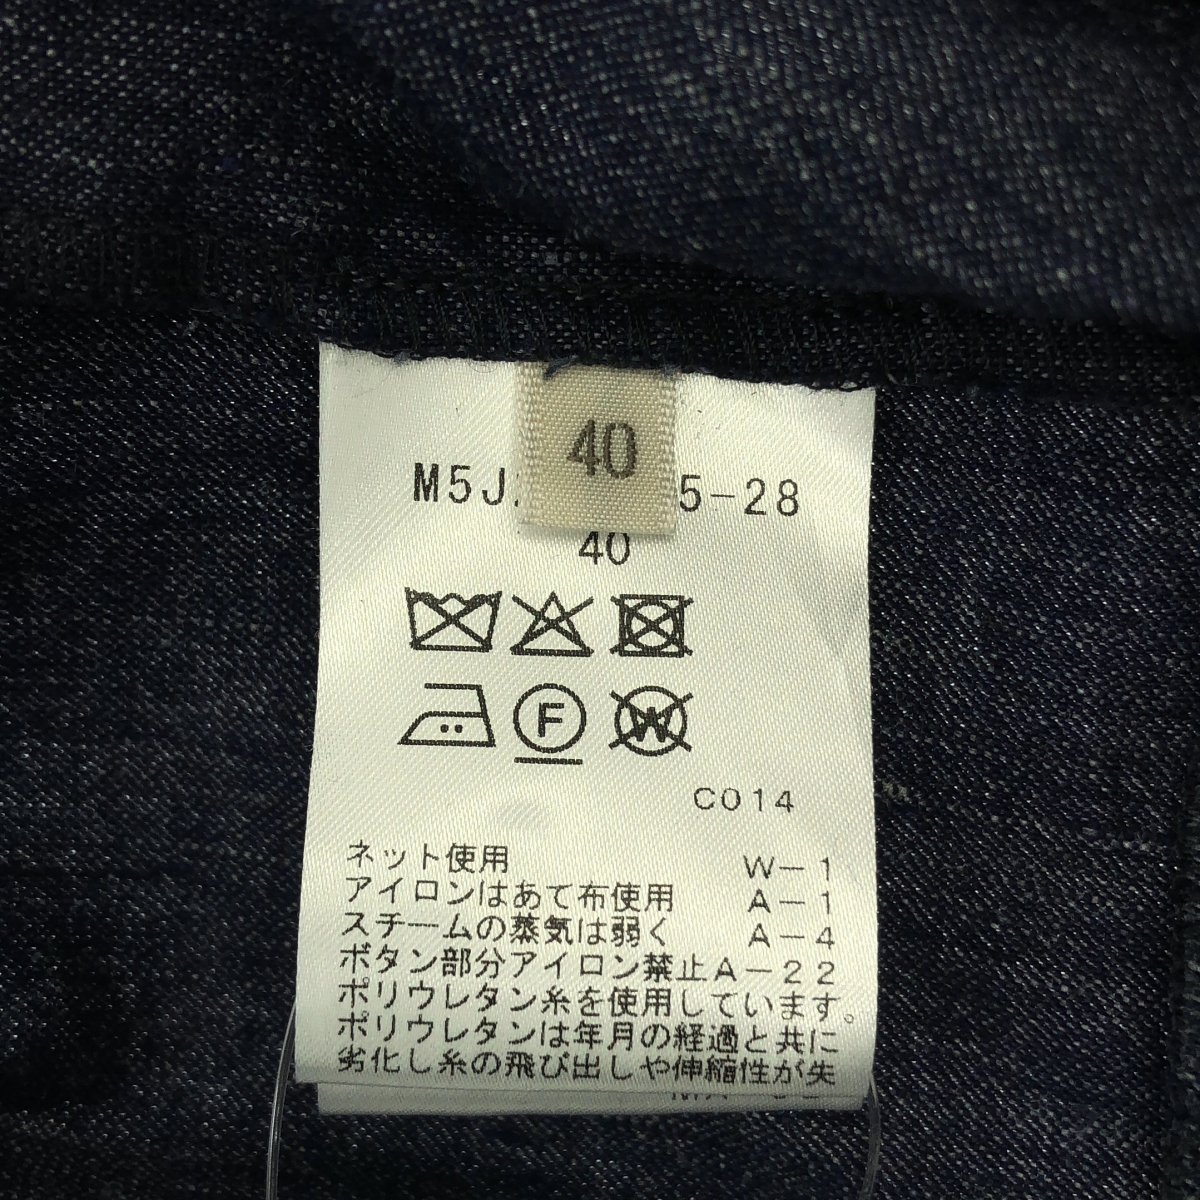 40
M5J 5-28
40
F
W
C014
ネット使用 W-1
アイロンはあて布使用 A-1
スチームの蒸気は弱く A-4
ボタン部分アイロン禁止A-22
ポリウレタン糸を使用しています。
ポリウレタンは年月の経過と共に
劣化し糸の飛び出しや伸縮性が失